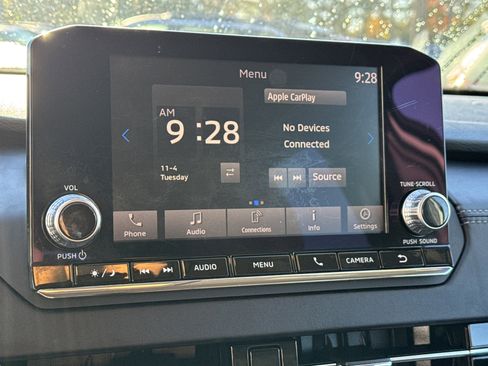 Menu
9:28
Apple CarPlay
AM
9:28
No Devices
Connected
11-4
Tuesday
Source
VOL
TUNE·SCROLL
Phone
Audio
Connections
Info
Settings
PUSH
PUSH SOUND
AUDIO
MENU
CAMERA